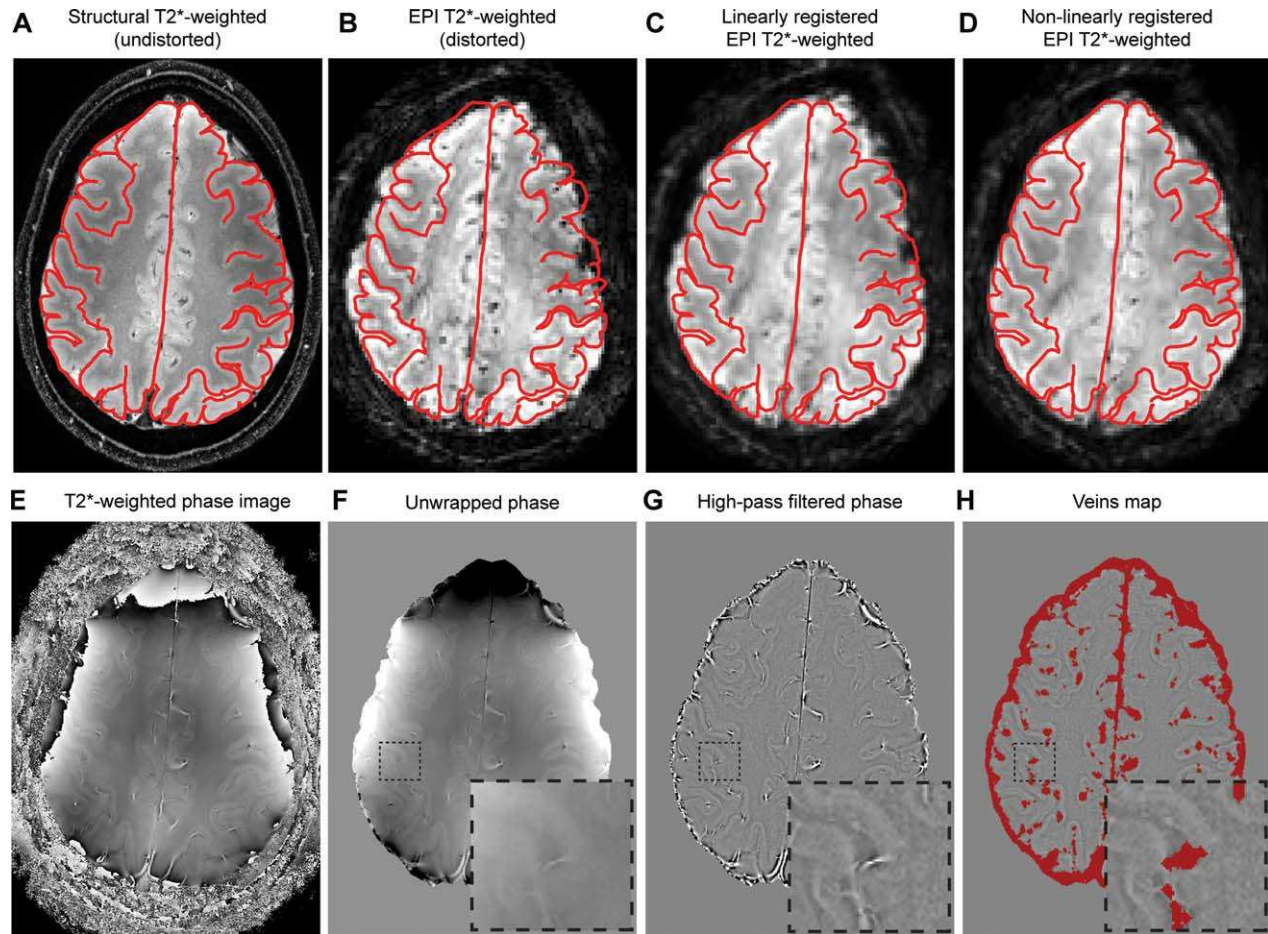 A Structural T2*-weighted
(undistorted)
B EPI T2*-weighted
(distorted)
C Linearly registered
EPI T2*-weighted
D Non-linearly registered
EPI T2*-weighted
E T2*-weighted phase image
F Unwrapped phase
G High-pass filtered phase
H Veins map